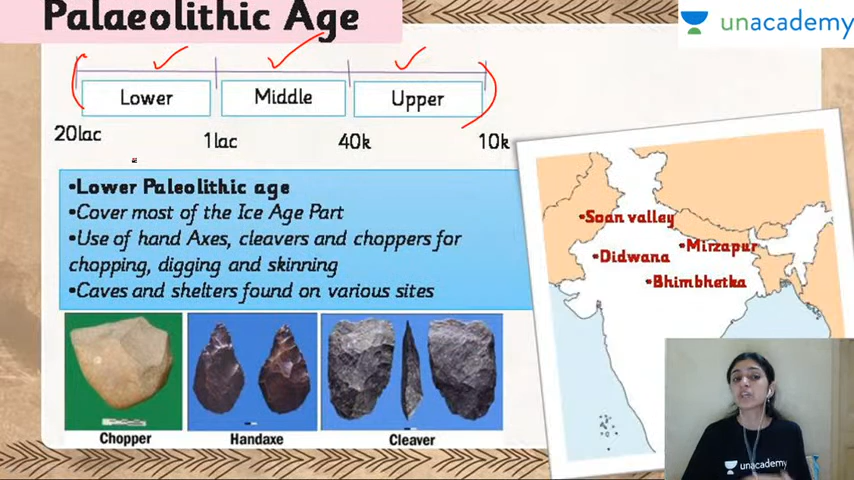 Palaeolithic Age
unacademy
Lower Middle Upper
20lac 1lac 40k 10k
•Lower Paleolithic age
•Cover most of the Ice Age Part
•Use of hand Axes, cleavers and choppers for
chopping, digging and skinning
•Caves and shelters found on various sites
•Soan valley
•Mirzapur
•Didwana
•Bhimbhetka
Chopper Handaxe Cleaver
unacademy